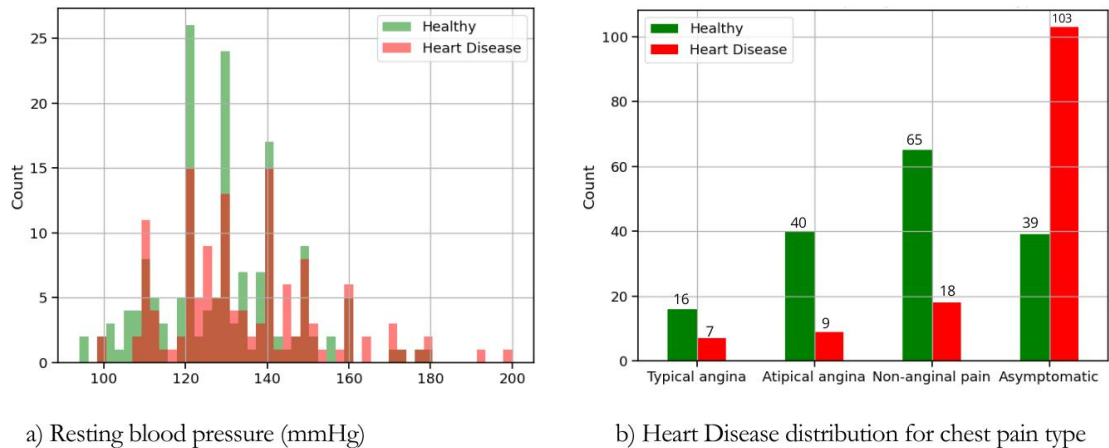 Healthy
Heart Disease
25
20
15
10
5
0
Count
100 120 140 160 180 200
a) Resting blood pressure (mmHg)
Healthy
Heart Disease
100
80
60
40
20
0
Count
16 7 40 9 65 18 39 103
Typical angina Atipical angina Non-anginal pain Asymptomatic
b) Heart Disease distribution for chest pain type